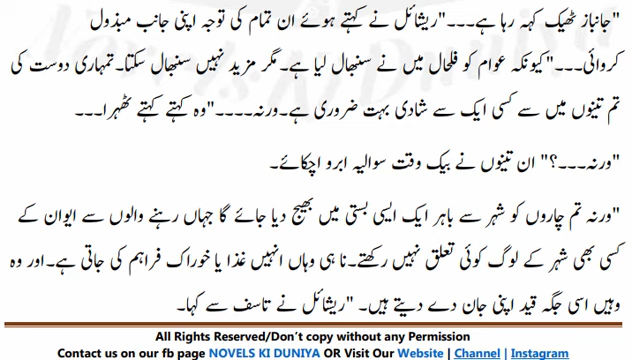 "جانباز ٹھیک کہہ رہا ہے۔۔۔"ریشائل نے کہتے ہوئے ان تمام کی توجہ اپنی جانب مبذول
کروائی۔۔۔"کیونکہ عوام کو فلحال میں نے سنبھال لیا ہے۔مگر مزید نہیں سنبھال سکتا۔تمہاری دوست کی
تم تینوں میں سے کسی ایک سے شادی بہت ضروری ہے۔ورنہ۔۔۔۔"وہ کہتے کہتے ٹھہرا۔۔۔
"ورنہ۔۔۔؟" ان تینوں نے بیک وقت سوالیہ ابرو اچکائے۔
"ورنہ تم چاروں کو شہر سے باہر ایک ایسی بستی میں بھیج دیا جائے گا جہاں رہنے والوں سے ایوان کے
کسی بھی شہر کے لوگ کوئی تعلق نہیں رکھتے۔نا ہی وہاں انہیں غذا یا خوراک فراہم کی جاتی ہے۔اور وہ
وہیں اسی جگہ قید اپنی جان دے دیتے ہیں۔ "ریشائل نے تاسف سے کہا۔
All Rights Reserved/Don't copy without any Permission
Contact us on our fb page NOVELS KI DUNIYA OR Visit Our Website | Channel | Instagram